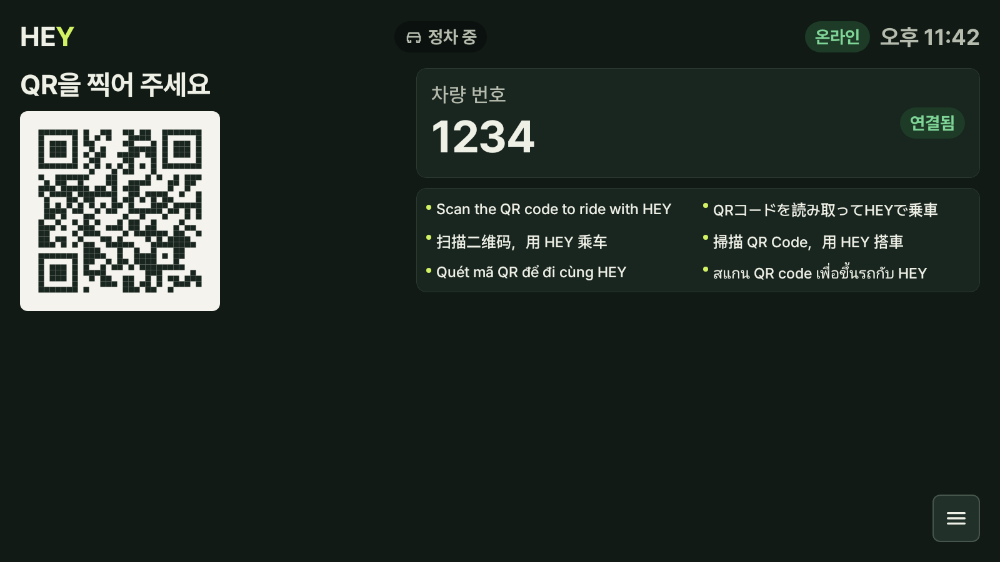 HEY
정차 중
온라인
오후 11:42
QR을 찍어 주세요
차량 번호
1234
연결됨
Scan the QR code to ride with HEY
QRコードを読み取ってHEYで乗車
扫描二维码，用 HEY 乘车
掃描 QR Code，用 HEY 搭車
Quét mã QR để đi cùng HEY
สแกน QR code เพื่อขึ้นรถกับ HEY